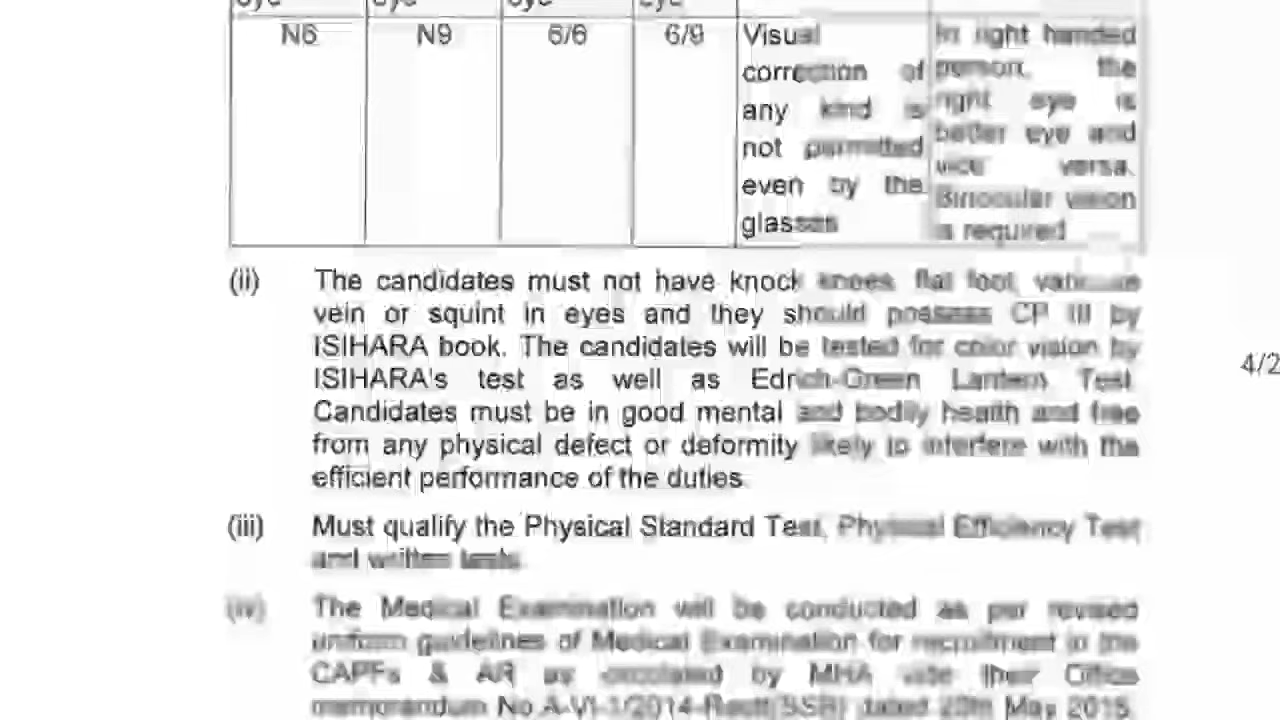 eye eye eye eye
N6 N9 6/6 6/9 Visual correction of any kind is not permitted even by the glasses In right handed person, the right eye is better eye and vice versa. Binocular vision is required
(ii) The candidates must not have knock knees, flat foot,
vein or squint in eyes and they should possess CP III by
ISIHARA book. The candidates will be tested for color vision by
4/2
ISIHARA's test as well as Edrich-Green Lantern Test.
Candidates must be in good mental and bodily health and free
from any physical defect or deformity likely to interfere with the
efficient performance of the duties.
(iii) Must qualify the Physical Standard Test, Physical Efficiency Test
and written tests.
(iv) The Medical Examination will be conducted as per revised
uniform guidelines of Medical Examination for recruitment in the
CAPFs & AR as circulated by MHA vide their Office
memorandum No.A-VI-1/2014-Rectt(SSB) dated 20th May 2015.